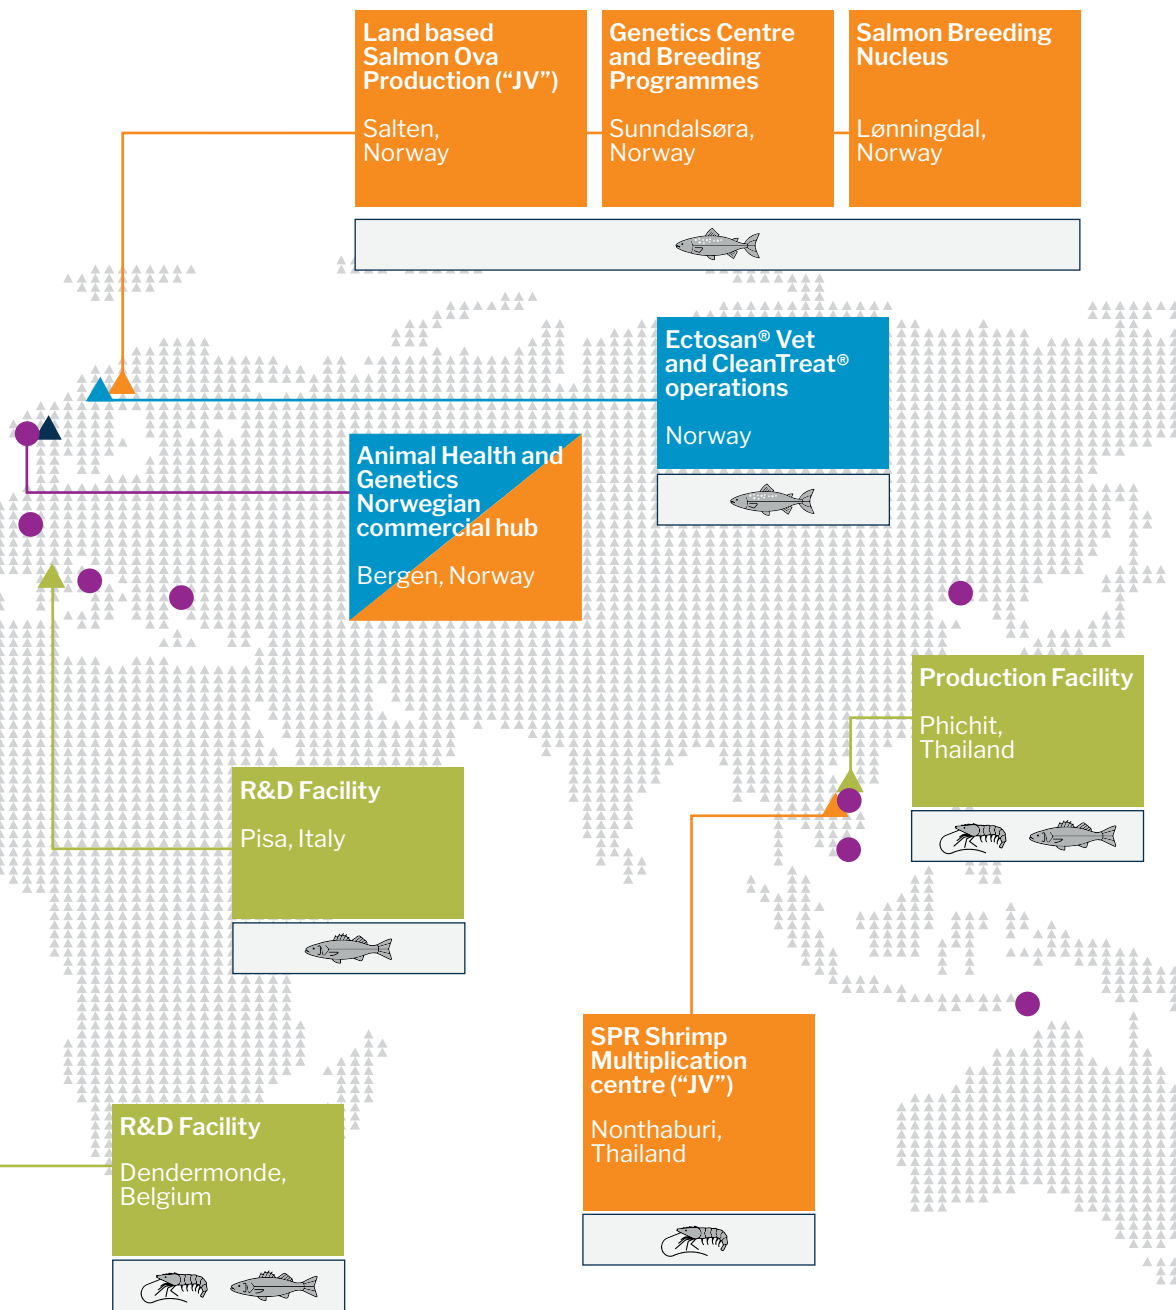 Land based
Salmon Ova
Production (“JV”)
Salten,
Norway
Genetics Centre
and Breeding
Programmes
Sunndalsøra,
Norway
Salmon Breeding
Nucleus
Lønningdal,
Norway
Ectosan® Vet
and CleanTreat®
operations
Norway
Animal Health and
Genetics
Norwegian
commercial hub
Bergen, Norway
Production Facility
Phichit,
Thailand
R&D Facility
Pisa, Italy
SPR Shrimp
Multiplication
centre (“JV”)
Nonthaburi,
Thailand
R&D Facility
Dendermonde,
Belgium